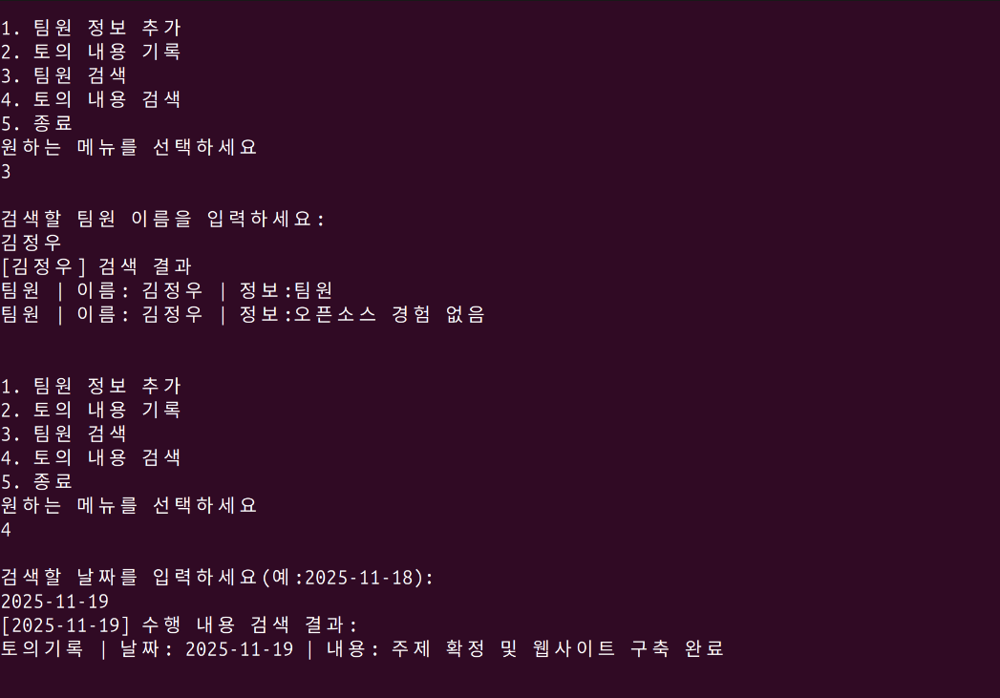 1. 팀원 정보 추가
2. 토의 내용 기록
3. 팀원 검색
4. 토의 내용 검색
5. 종료
원하는 메뉴를 선택하세요
3
검색할 팀원 이름을 입력하세요:
김정우
[김정우] 검색 결과
팀원 | 이름: 김정우 | 정보:팀원
팀원 | 이름: 김정우 | 정보:오픈소스 경험 없음
1. 팀원 정보 추가
2. 토의 내용 기록
3. 팀원 검색
4. 토의 내용 검색
5. 종료
원하는 메뉴를 선택하세요
4
검색할 날짜를 입력하세요(예:2025-11-18):
2025-11-19
[2025-11-19] 수행 내용 검색 결과:
토의기록 | 날짜: 2025-11-19 | 내용: 주제 확정 및 웹사이트 구축 완료